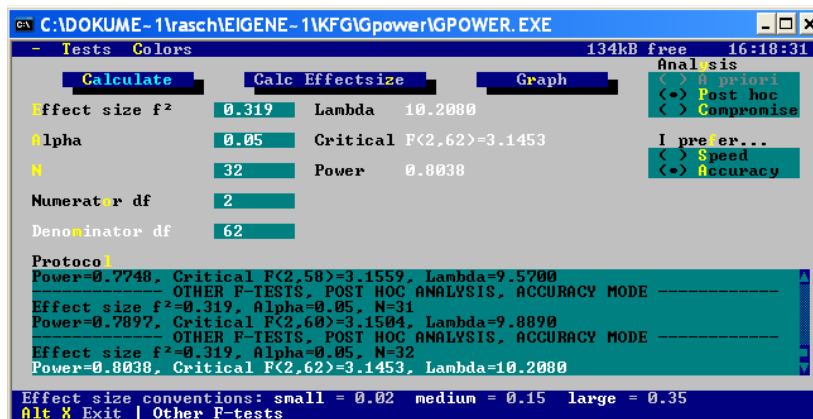 C:\DOKUME~1\rasch\EIGENE~1\KFG\Gpower\GPOWER.EXE
- Tests Colors 134kB free 16:18:31
Calculate Calc Effectsize Graph
Analysis
( ) A priori
(•) Post hoc
( ) Compromise
Effect size f² 0.319 Lambda 10.2080
Alpha 0.05 Critical F(2,62)=3.1453
I prefer...
( ) Speed
(•) Accuracy
N 32 Power 0.8038
Numerator df 2
Denominator df 62
Protocol
Power=0.7748, Critical F(2,58)=3.1559, Lambda=9.5700
-------------- OTHER F-TESTS, POST HOC ANALYSIS, ACCURACY MODE ------------
Effect size f²=0.319, Alpha=0.05, N=31
Power=0.7897, Critical F(2,60)=3.1504, Lambda=9.8890
-------------- OTHER F-TESTS, POST HOC ANALYSIS, ACCURACY MODE ------------
Effect size f²=0.319, Alpha=0.05, N=32
Power=0.8038, Critical F(2,62)=3.1453, Lambda=10.2080
Effect size conventions: small = 0.02 medium = 0.15 large = 0.35
Alt X Exit | Other F-tests